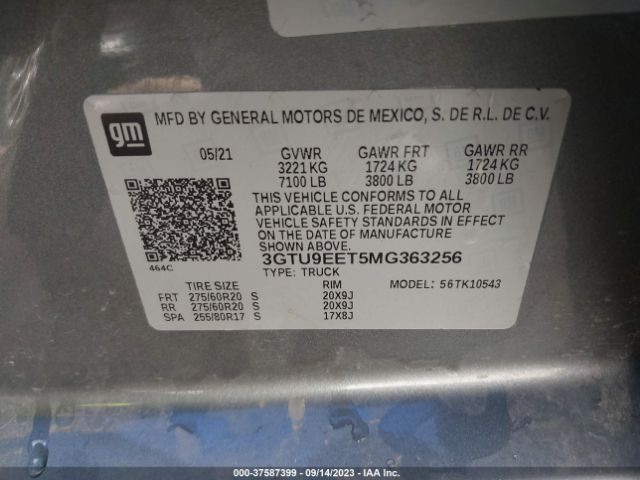 gm
MFD BY GENERAL MOTORS DE MEXICO, S. DE R.L. DE C.V.
05/21 GVWR GAWR FRT GAWR RR
3221 KG 1724 KG 1724 KG
7100 LB 3800 LB 3800 LB
THIS VEHICLE CONFORMS TO ALL
APPLICABLE U.S. FEDERAL MOTOR
VEHICLE SAFETY STANDARDS IN EFFECT
ON THE DATE OF MANUFACTURE
SHOWN ABOVE.
464C
3GTU9EET5MG363256
TYPE: TRUCK MODEL: 56TK10543
TIRE SIZE RIM
FRT 275/60R20 S 20X9J
RR 275/60R20 S 20X9J
SPA 255/80R17 S 17X8J
000-37587399 - 09/14/2023 - IAA Inc.